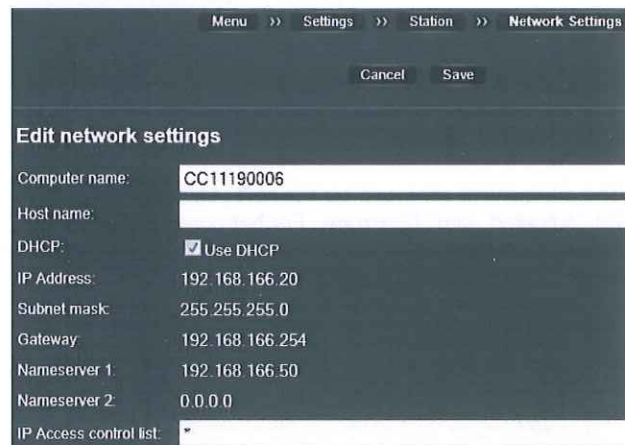 Menu >> Settings >> Station >> Network Settings
Cancel Save
Edit network settings
Computer name: CC11190006
Host name:
DHCP: Use DHCP
IP Address: 192.168.166.20
Subnet mask: 255.255.255.0
Gateway: 192.168.166.254
Nameserver 1: 192.168.166.50
Nameserver 2: 0.0.0.0
IP Access control list: *